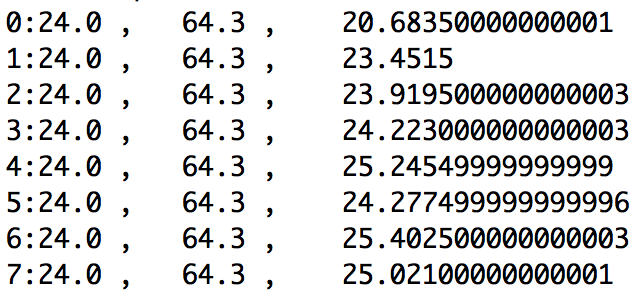 0:24.0 ,   64.3 ,    20.68350000000001
1:24.0 ,   64.3 ,    23.4515
2:24.0 ,   64.3 ,    23.919500000000003
3:24.0 ,   64.3 ,    24.223000000000003
4:24.0 ,   64.3 ,    25.24549999999999
5:24.0 ,   64.3 ,    24.277499999999996
6:24.0 ,   64.3 ,    25.402500000000003
7:24.0 ,   64.3 ,    25.02100000000001